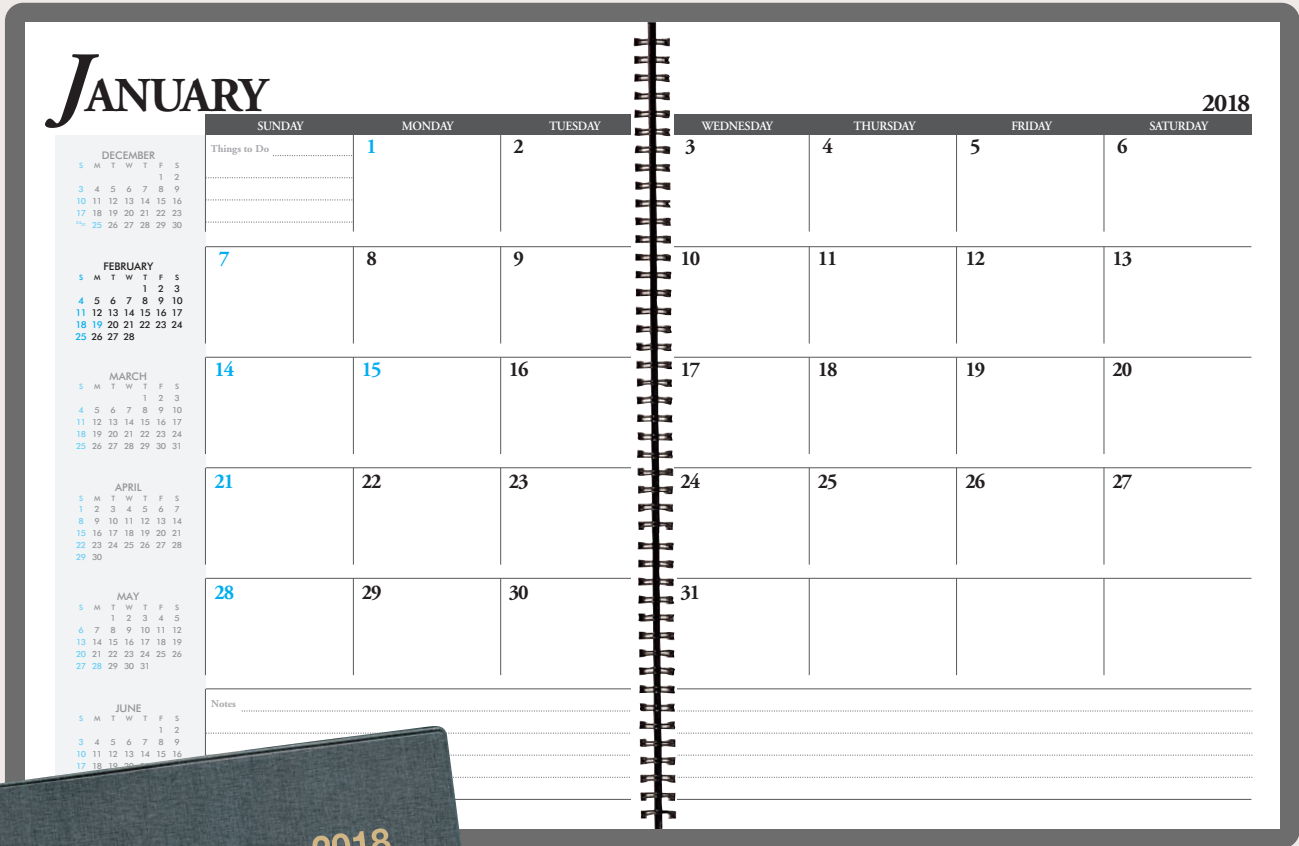 JANUARY
2018
SUNDAY MONDAY TUESDAY WEDNESDAY THURSDAY FRIDAY SATURDAY
Things to Do 1 2 3 4 5 6
7 8 9 10 11 12 13
14 15 16 17 18 19 20
21 22 23 24 25 26 27
28 29 30 31
Notes
DECEMBER
S M T W T F S
1 2
3 4 5 6 7 8 9
10 11 12 13 14 15 16
17 18 19 20 21 22 23
25 26 27 28 29 30
FEBRUARY
S M T W T F S
1 2 3
4 5 6 7 8 9 10
11 12 13 14 15 16 17
18 19 20 21 22 23 24
25 26 27 28
MARCH
S M T W T F S
1 2 3
4 5 6 7 8 9 10
11 12 13 14 15 16 17
18 19 20 21 22 23 24
25 26 27 28 29 30 31
APRIL
S M T W T F S
1 2 3 4 5 6 7
8 9 10 11 12 13 14
15 16 17 18 19 20 21
22 23 24 25 26 27 28
29 30
MAY
S M T W T F S
1 2 3 4 5
6 7 8 9 10 11 12
13 14 15 16 17 18 19
20 21 22 23 24 25 26
27 28 29 30 31
JUNE
S M T W T F S
1 2
3 4 5 6 7 8 9
10 11 12 13 14 15 16
17 18 19
2018